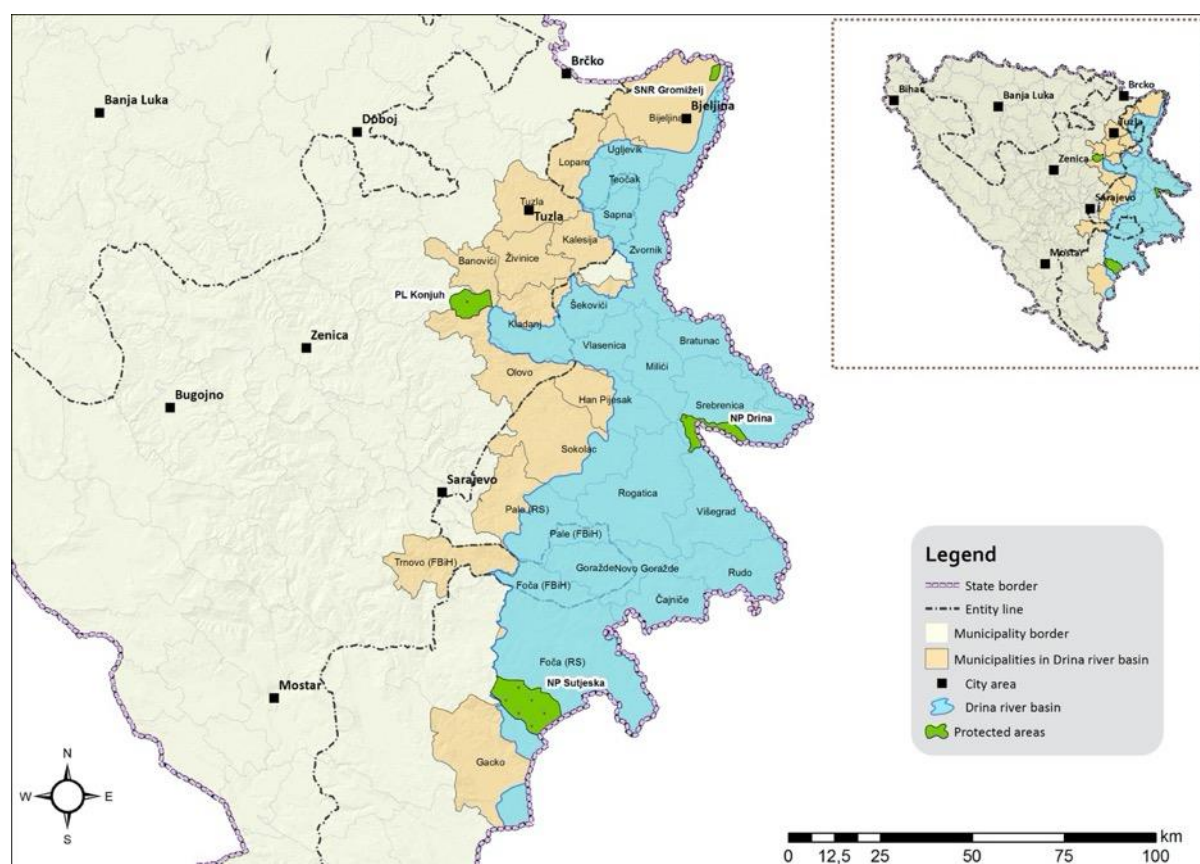 Brčko
Banja Luka
Doboj
SNR Gromiželj
Bjeljina
Bijeljina
Ugljevik
Lopare
Teočak
Tuzla
Tuzla
Sapna
Kalesija
Zvornik
Banovići
Živinice
PL Konjuh
Šekovići
Kladanj
Zenica
Vlasenica
Bratunac
Milići
Olovo
Bugojno
Han Pijesak
Srebrenica
NP Drina
Sokolac
Sarajevo
Rogatica
Pale (RS)
Višegrad
Pale (FBiH)
Trnovo (FBiH)
Goražde
Novo Goražde
Rudo
Foča (FBiH)
Čajniče
Foča (RS)
NP Sutjeska
Mostar
Gacko
N
W E
S
Bihac
Banja Luka
Brcko
Tuzla
Zenica
Sarajevo
Mostar
Legend
State border
Entity line
Municipality border
Municipalities in Drina river basin
City area
Drina river basin
Protected areas
km
0 12,5 25 50 75 100